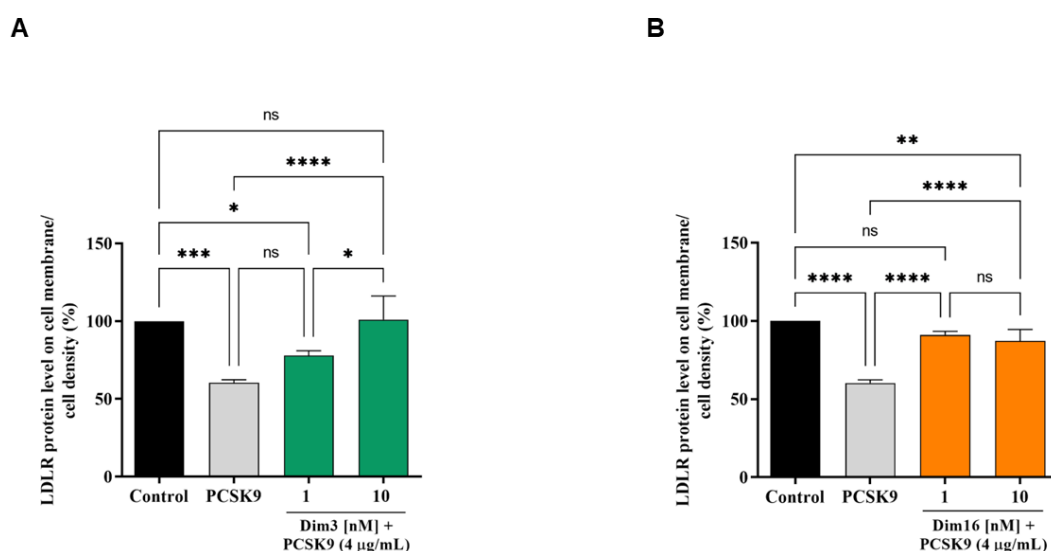 A
ns
****
*
***
ns
*
LDLR protein level on cell membrane/
cell density (%)
150
100
50
0
Control
PCSK9
1
10
Dim3 [nM] +
PCSK9 (4 µg/mL)
B
**
****
ns
****
****
ns
LDLR protein level on cell membrane/
cell density (%)
150
100
50
0
Control
PCSK9
1
10
Dim16 [nM] +
PCSK9 (4 µg/mL)